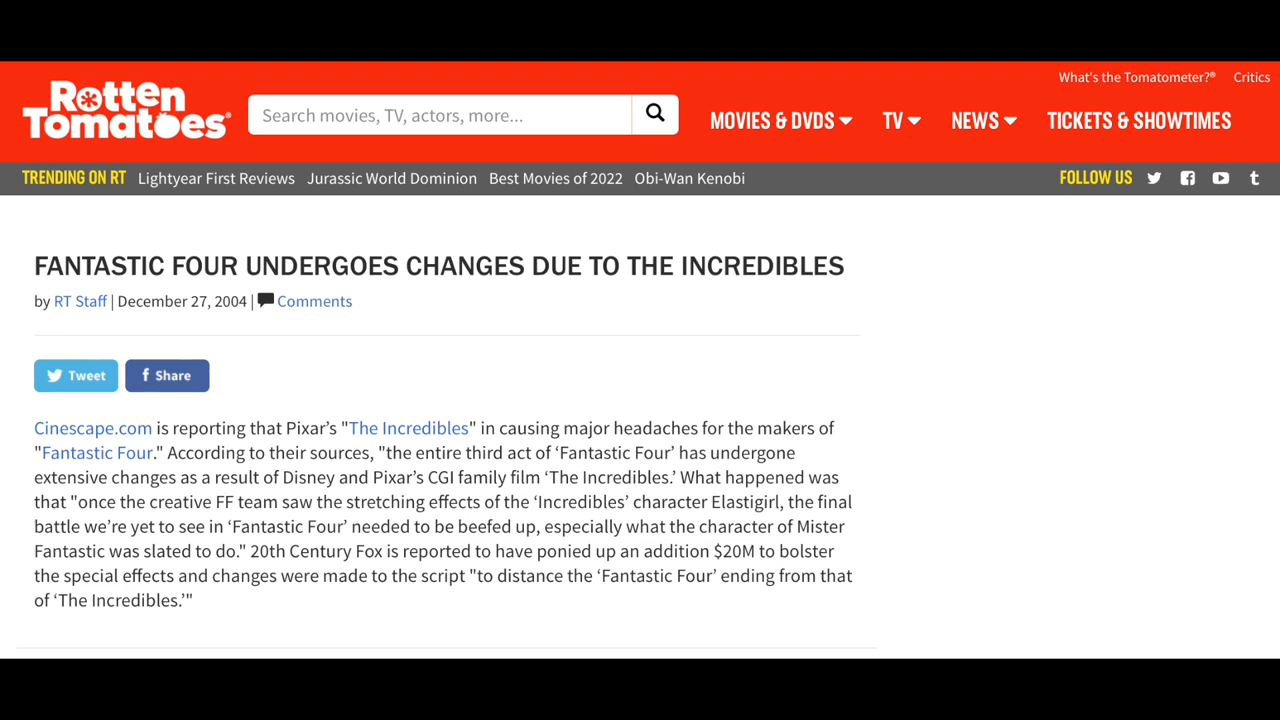 What's the Tomatometer?® Critics
Rotten Tomatoes®
Search movies, TV, actors, more...
MOVIES & DVDS TV NEWS TICKETS & SHOWTIMES
TRENDING ON RT Lightyear First Reviews Jurassic World Dominion Best Movies of 2022 Obi-Wan Kenobi FOLLOW US
FANTASTIC FOUR UNDERGOES CHANGES DUE TO THE INCREDIBLES
by RT Staff | December 27, 2004 | Comments
Tweet Share
Cinescape.com is reporting that Pixar’s "The Incredibles" in causing major headaches for the makers of
"Fantastic Four." According to their sources, "the entire third act of ‘Fantastic Four’ has undergone
extensive changes as a result of Disney and Pixar’s CGI family film ‘The Incredibles.’ What happened was
that "once the creative FF team saw the stretching effects of the ‘Incredibles’ character Elastigirl, the final
battle we’re yet to see in ‘Fantastic Four’ needed to be beefed up, especially what the character of Mister
Fantastic was slated to do." 20th Century Fox is reported to have ponied up an addition $20M to bolster
the special effects and changes were made to the script "to distance the ‘Fantastic Four’ ending from that
of ‘The Incredibles.’"